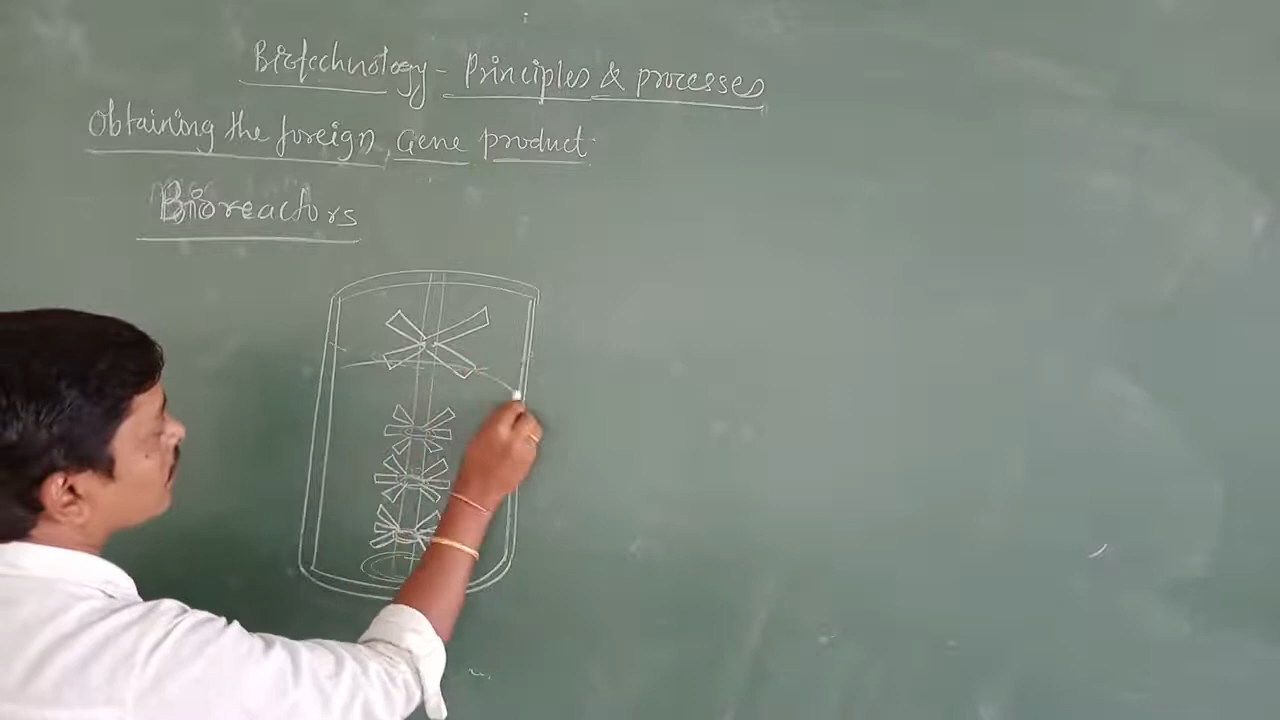 Biotechnology - Principles & processes
Obtaining the foreign Gene product.
Bioreactors